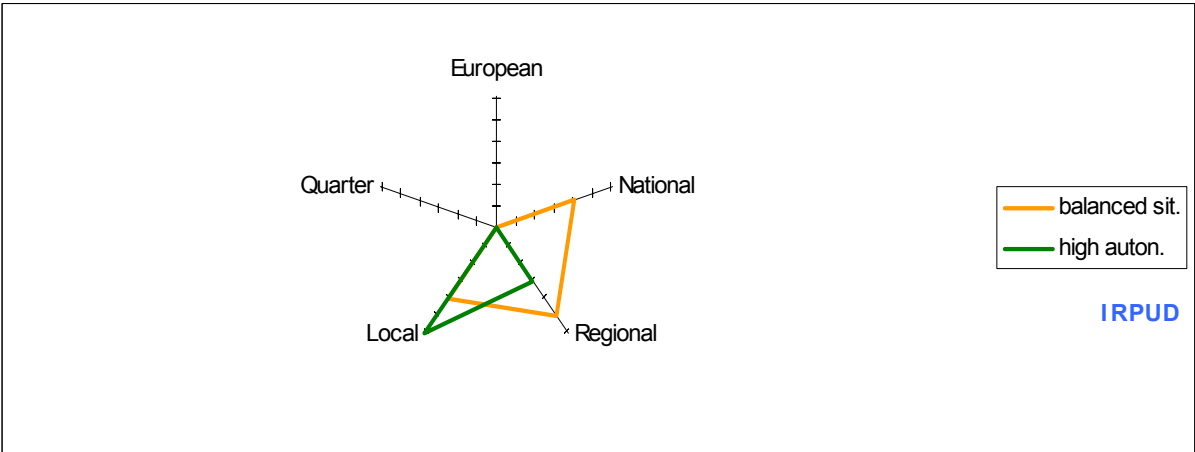 European
Quarter
National
Local
Regional
balanced sit.
high auton.
IRPUD